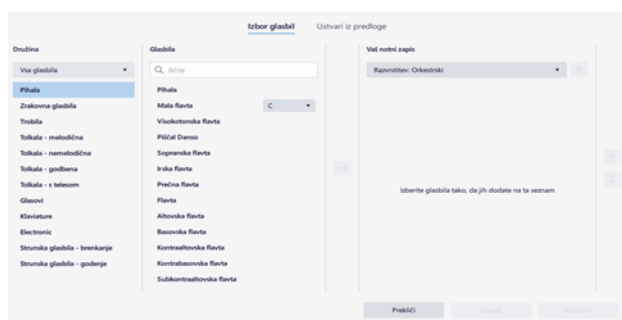 Izbor glasbil
Ustvari iz predloge
Družina
Vsa glasbila
Pihala
Zrakovna glasbila
Trobila
Tolkala - melodična
Tolkala - nemelodična
Tolkala - godbena
Tolkala - s telesom
Glasovi
Klaviature
Electronic
Strunska glasbila - brenkanje
Strunska glasbila - godenje
Glasbila
Iščite
Pihala
Mala flavta
C
Visokotonska flavta
Piščal Danso
Sopranska flavta
Irska flavta
Prečna flavta
Flavta
Altovska flavta
Basovska flavta
Kontraaltovska flavta
Kontrabasovska flavta
Subkontraaltovska flavta
Vaš notni zapis
Razvrstitev: Orkestrski
Izberite glasbila tako, da jih dodate na ta seznam
Prekliči